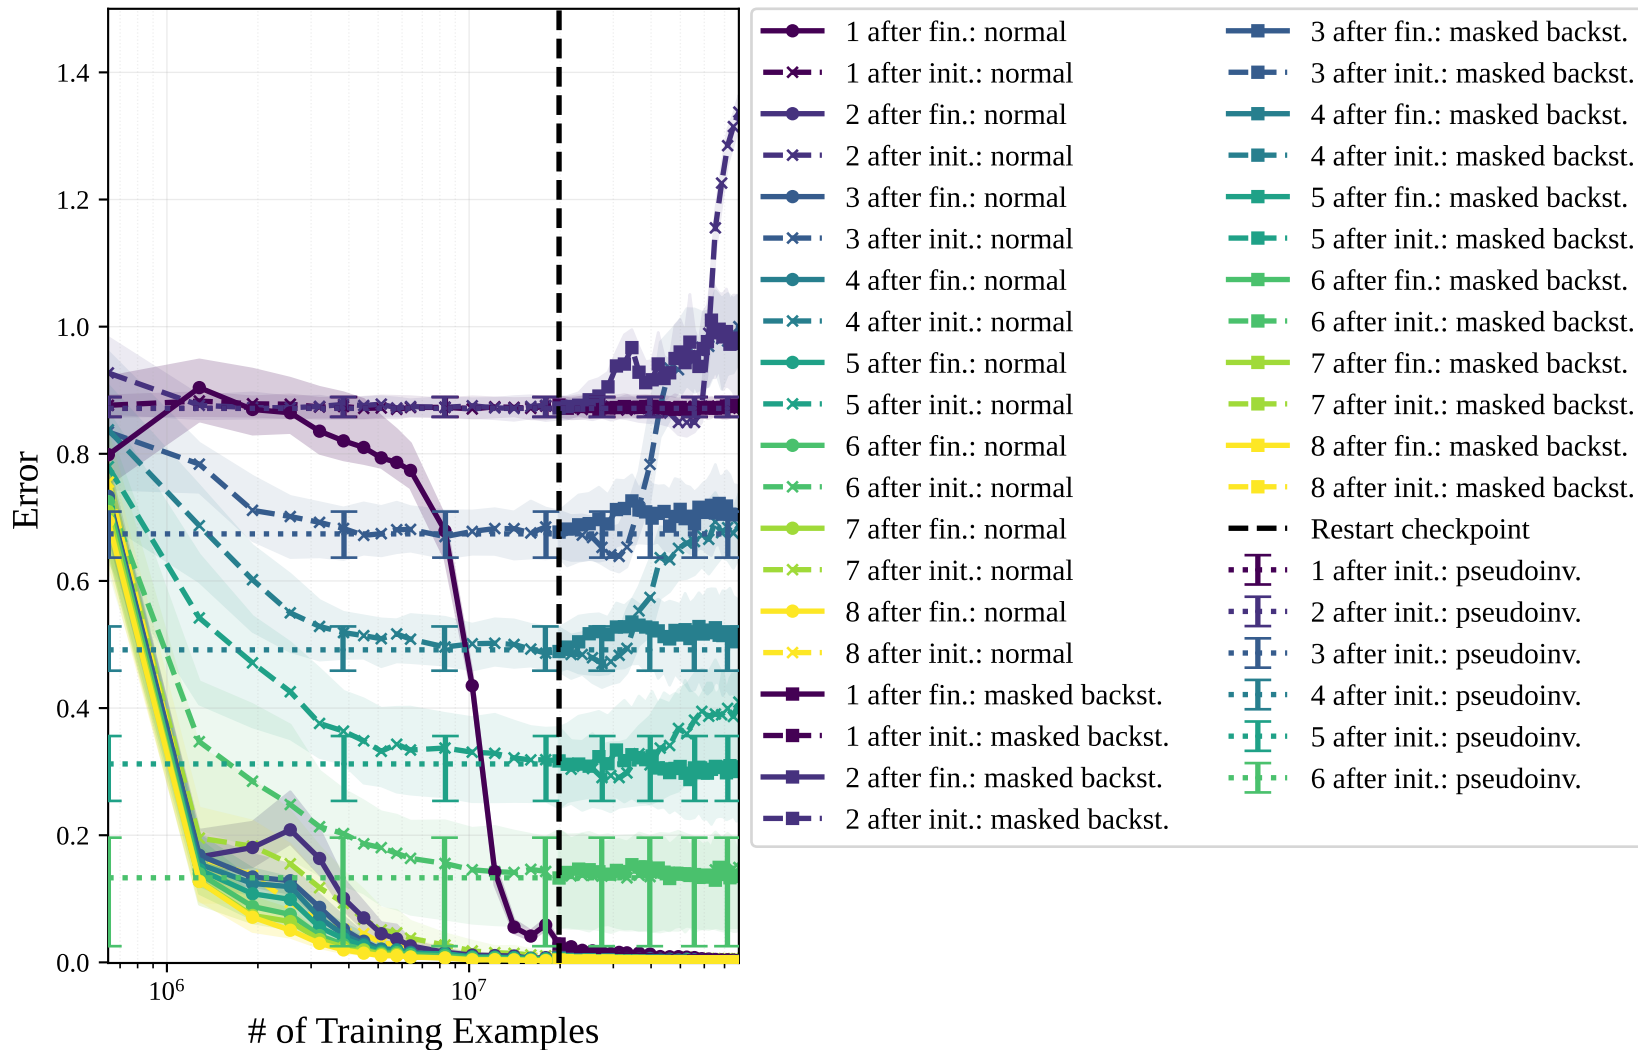 1.4
1.2
1.0
0.8
0.6
0.4
0.2
0.0
Error
10⁶
10⁷
# of Training Examples
1 after fin.: normal
1 after init.: normal
2 after fin.: normal
2 after init.: normal
3 after fin.: normal
3 after init.: normal
4 after fin.: normal
4 after init.: normal
5 after fin.: normal
5 after init.: normal
6 after fin.: normal
6 after init.: normal
7 after fin.: normal
7 after init.: normal
8 after fin.: normal
8 after init.: normal
1 after fin.: masked backst.
1 after init.: masked backst.
2 after fin.: masked backst.
2 after init.: masked backst.
3 after fin.: masked backst.
3 after init.: masked backst.
4 after fin.: masked backst.
4 after init.: masked backst.
5 after fin.: masked backst.
5 after init.: masked backst.
6 after fin.: masked backst.
6 after init.: masked backst.
7 after fin.: masked backst.
7 after init.: masked backst.
8 after fin.: masked backst.
8 after init.: masked backst.
Restart checkpoint
1 after init.: pseudoinv.
2 after init.: pseudoinv.
3 after init.: pseudoinv.
4 after init.: pseudoinv.
5 after init.: pseudoinv.
6 after init.: pseudoinv.